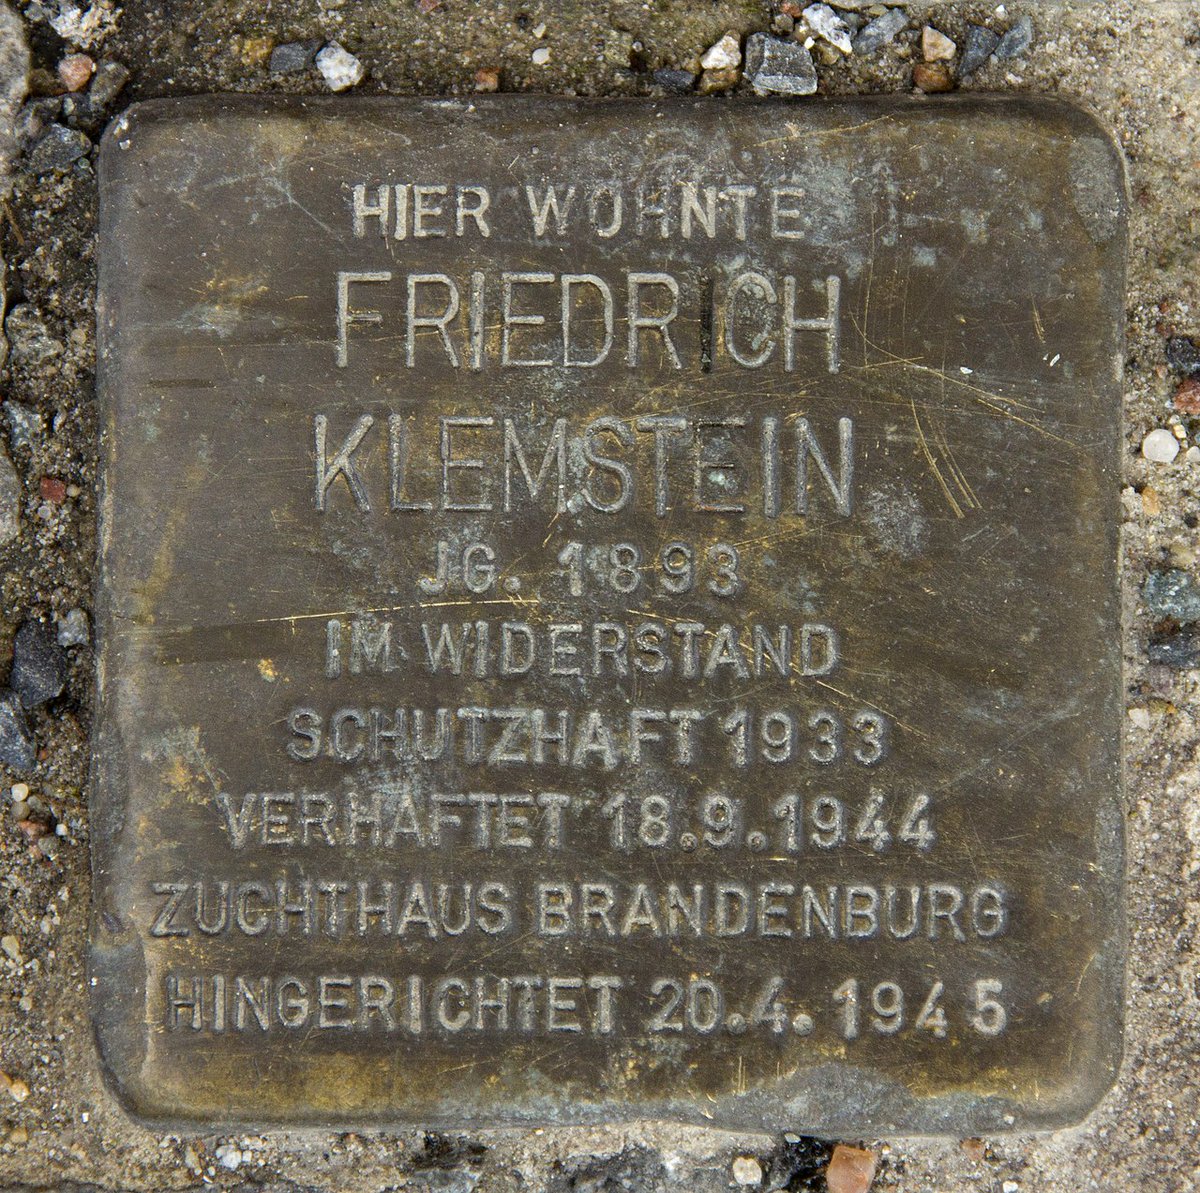 HIER WOHNTE
FRIEDRICH
KLEMSTEIN
JG. 1893
IM WIDERSTAND
SCHUTZHAFT 1933
VERHAFTET 18.9.1944
ZUCHTHAUS BRANDENBURG
HINGERICHTET 20.4.1945